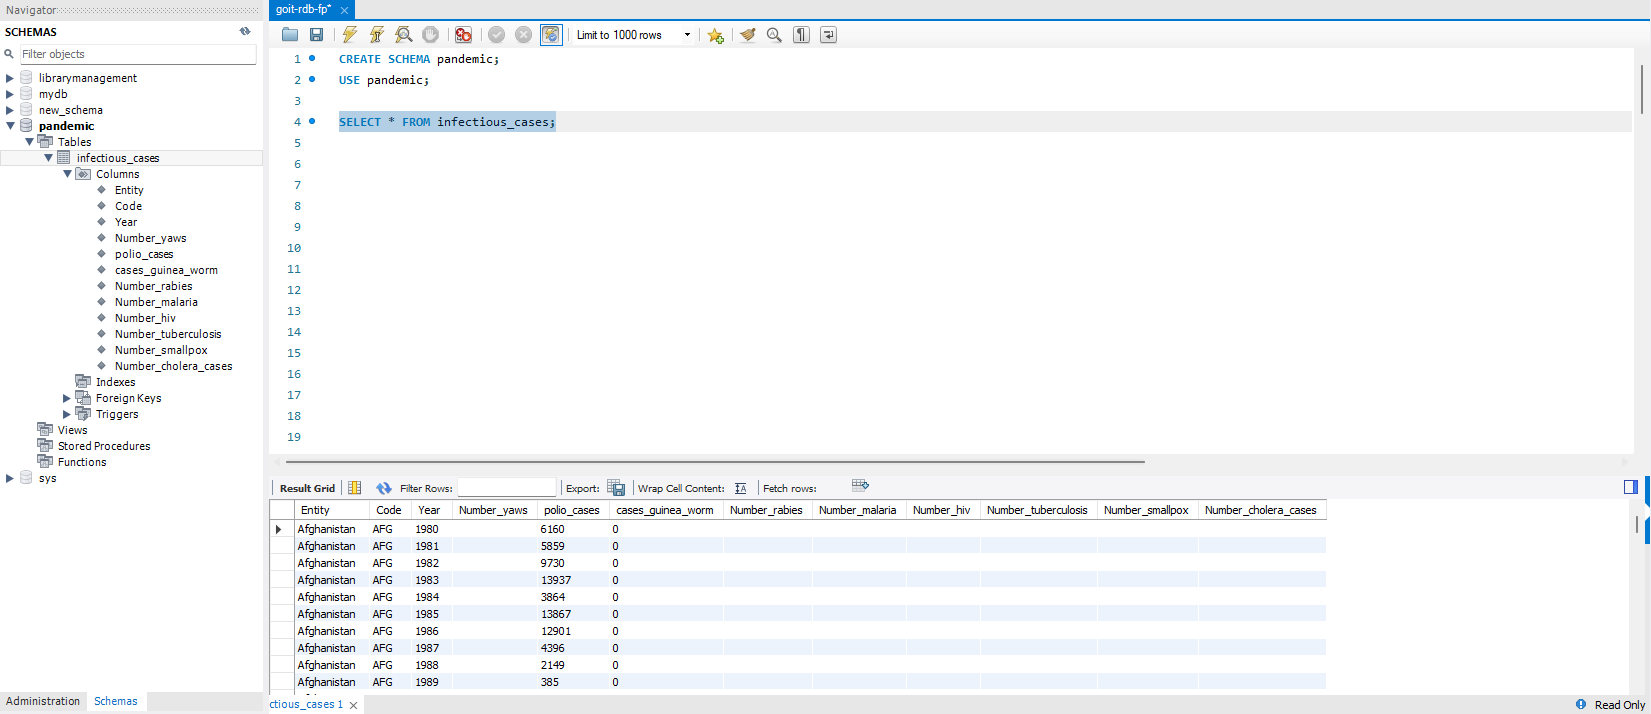 Navigator
SCHEMAS
Filter objects
librarymanagement
mydb
new_schema
pandemic
Tables
infectious_cases
Columns
Entity
Code
Year
Number_yaws
polio_cases
cases_guinea_worm
Number_rabies
Number_malaria
Number_hiv
Number_tuberculosis
Number_smallpox
Number_cholera_cases
Indexes
Foreign Keys
Triggers
Views
Stored Procedures
Functions
sys
Administration Schemas
goit-rdb-fp*
Limit to 1000 rows
1 CREATE SCHEMA pandemic;
2 USE pandemic;
3
4 SELECT * FROM infectious_cases;
5
6
7
8
9
10
11
12
13
14
15
16
17
18
19
Result Grid Filter Rows: Export: Wrap Cell Content: Fetch rows:
Entity Code Year Number_yaws polio_cases cases_guinea_worm Number_rabies Number_malaria Number_hiv Number_tuberculosis Number_smallpox Number_cholera_cases
Afghanistan AFG 1980 6160 0
Afghanistan AFG 1981 5859 0
Afghanistan AFG 1982 9730 0
Afghanistan AFG 1983 13937 0
Afghanistan AFG 1984 3864 0
Afghanistan AFG 1985 13867 0
Afghanistan AFG 1986 12901 0
Afghanistan AFG 1987 4396 0
Afghanistan AFG 1988 2149 0
Afghanistan AFG 1989 385 0
ctious_cases 1
Read Only